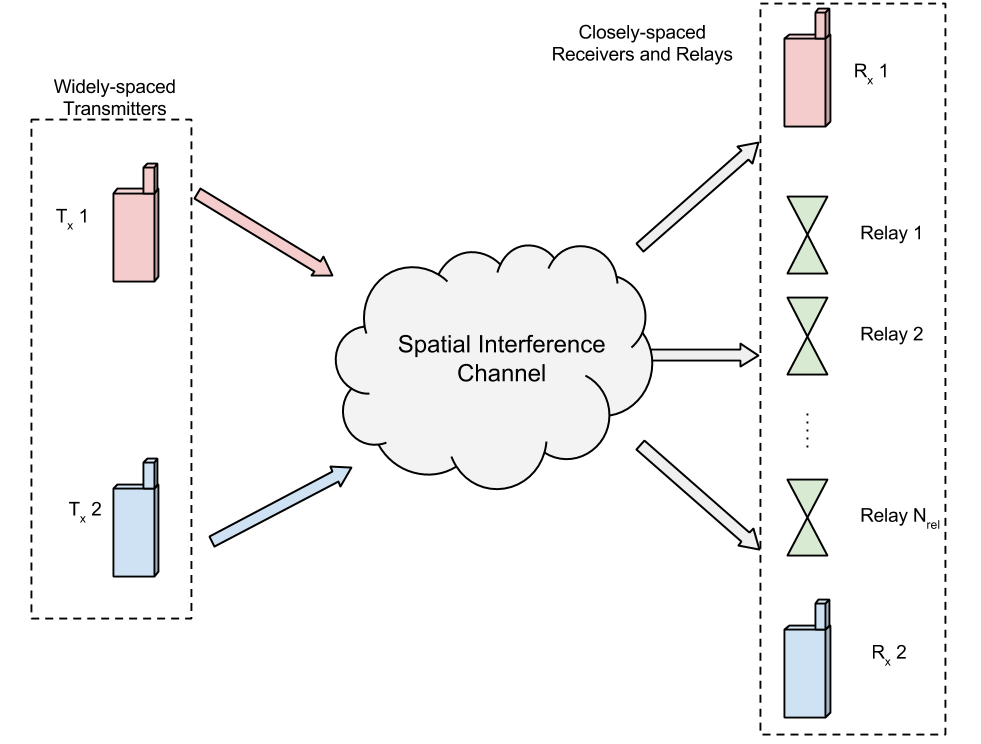 Closely-spaced
Receivers and Relays
Widely-spaced
Transmitters
Rx 1
Tx 1
Relay 1
Relay 2
Spatial Interference
Channel
Tx 2
Relay Nrel
Rx 2